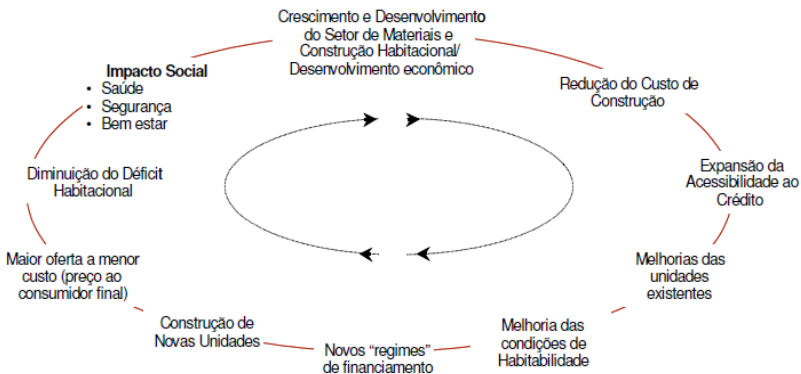 Crescimento e Desenvolvimento
do Setor de Materiais e
Construção Habitacional/
Desenvolvimento econômico
Redução do Custo de
Construção
Expansão da
Acessibilidade ao
Crédito
Melhorias das
unidades
existentes
Melhoria das
condições de
Habitabilidade
Novos “regimes”
de financiamento
Construção de
Novas Unidades
Maior oferta a menor
custo (preço ao
consumidor final)
Diminuição do Déficit
Habitacional
Impacto Social
• Saúde
• Segurança
• Bem estar